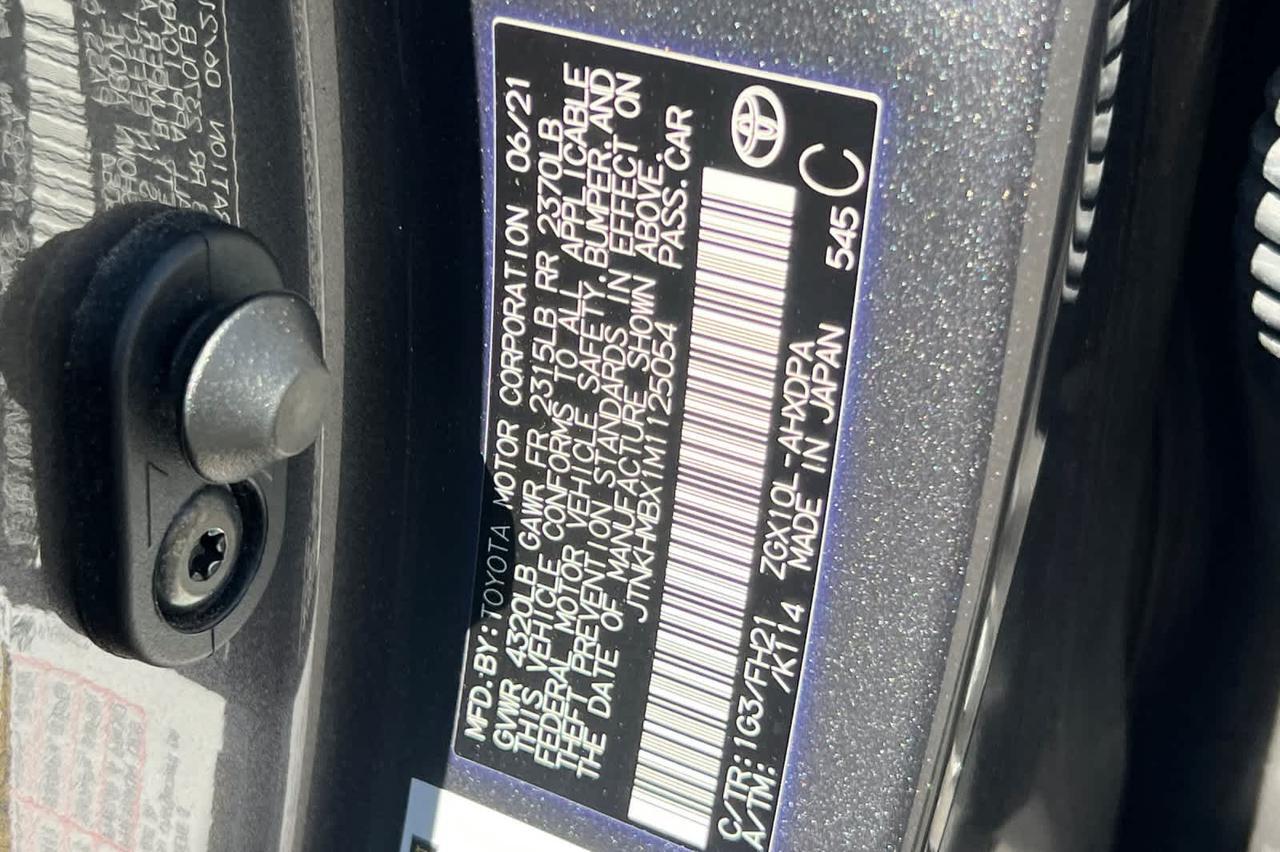 MFD. BY: TOYOTA MOTOR CORPORATION 06/21
GVWR 4320LB GAWR FR 2315LB RR 2370LB
THIS VEHICLE CONFORMS TO ALL APPLICABLE
FEDERAL MOTOR VEHICLE SAFETY, BUMPER, AND
THEFT PREVENTION STANDARDS IN EFFECT ON
THE DATE OF MANUFACTURE SHOWN ABOVE.
JTNKHMBX1M1125054 PASS. CAR
C/TR: 1G3/FH21 ZGX10L-AHXDPA 545 C
A/TM: /K114 MADE IN JAPAN